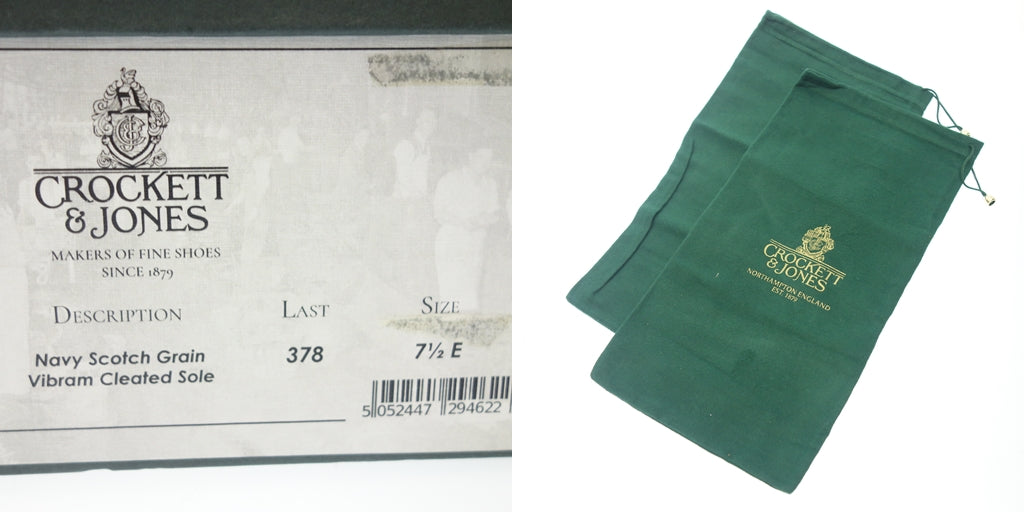 CROCKETT
& JONES
MAKERS OF FINE SHOES
SINCE 1879
DESCRIPTION LAST SIZE
Navy Scotch Grain 378 7½ E
Vibram Cleated Sole
5 052447 294622
CROCKETT
& JONES
NORTHAMPTON ENGLAND
EST 1879